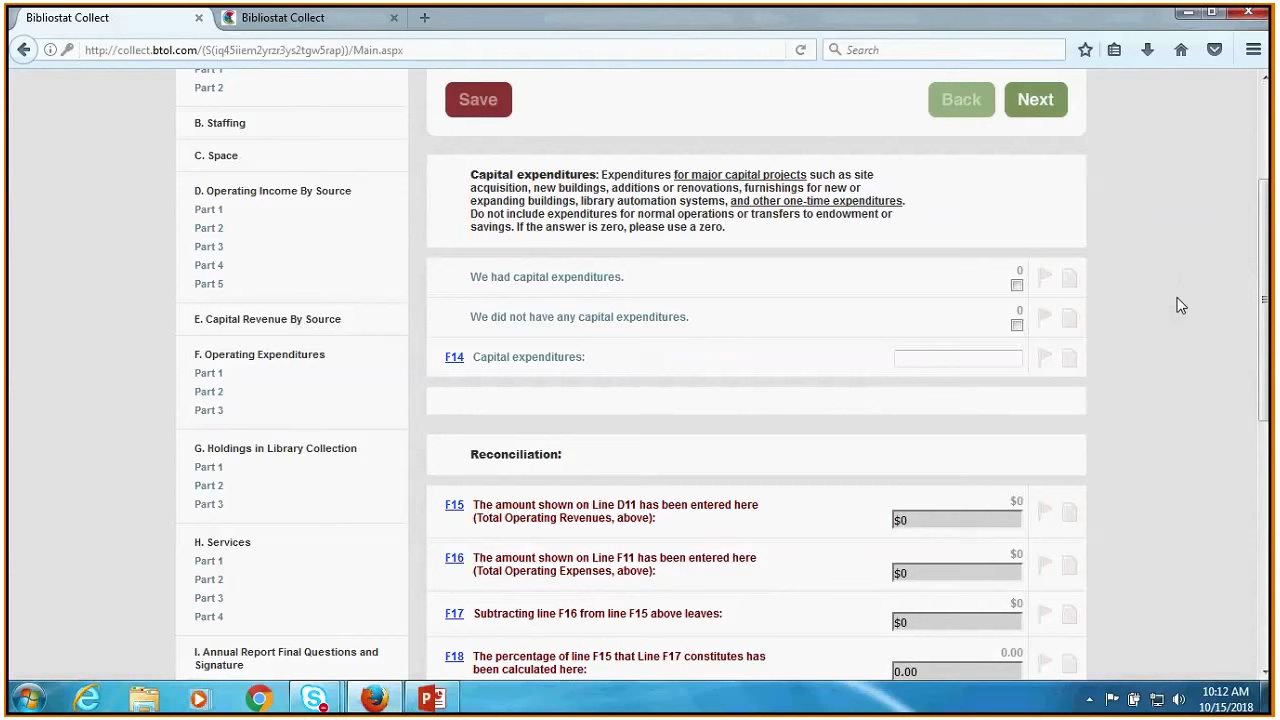 Bibliostat Collect
Bibliostat Collect
http://collect.btol.com/(S(iq45iiem2yrzr3ys2tgw5rap))/Main.aspx
Search
Part 1
Part 2
B. Staffing
C. Space
D. Operating Income By Source
Part 1
Part 2
Part 3
Part 4
Part 5
E. Capital Revenue By Source
F. Operating Expenditures
Part 1
Part 2
Part 3
G. Holdings in Library Collection
Part 1
Part 2
Part 3
H. Services
Part 1
Part 2
Part 3
Part 4
I. Annual Report Final Questions and
Signature
Save
Back
Next
Capital expenditures: Expenditures for major capital projects such as site
acquisition, new buildings, additions or renovations, furnishings for new or
expanding buildings, library automation systems, and other one-time expenditures.
Do not include expenditures for normal operations or transfers to endowment or
savings. If the answer is zero, please use a zero.
We had capital expenditures.
0
We did not have any capital expenditures.
0
F14 Capital expenditures:
Reconciliation:
F15 The amount shown on Line D11 has been entered here
(Total Operating Revenues, above):
$0
$0
F16 The amount shown on Line F11 has been entered here
(Total Operating Expenses, above):
$0
$0
F17 Subtracting line F16 from line F15 above leaves:
$0
$0
F18 The percentage of line F15 that Line F17 constitutes has
been calculated here:
0.00
0.00
10:12 AM
10/15/2018